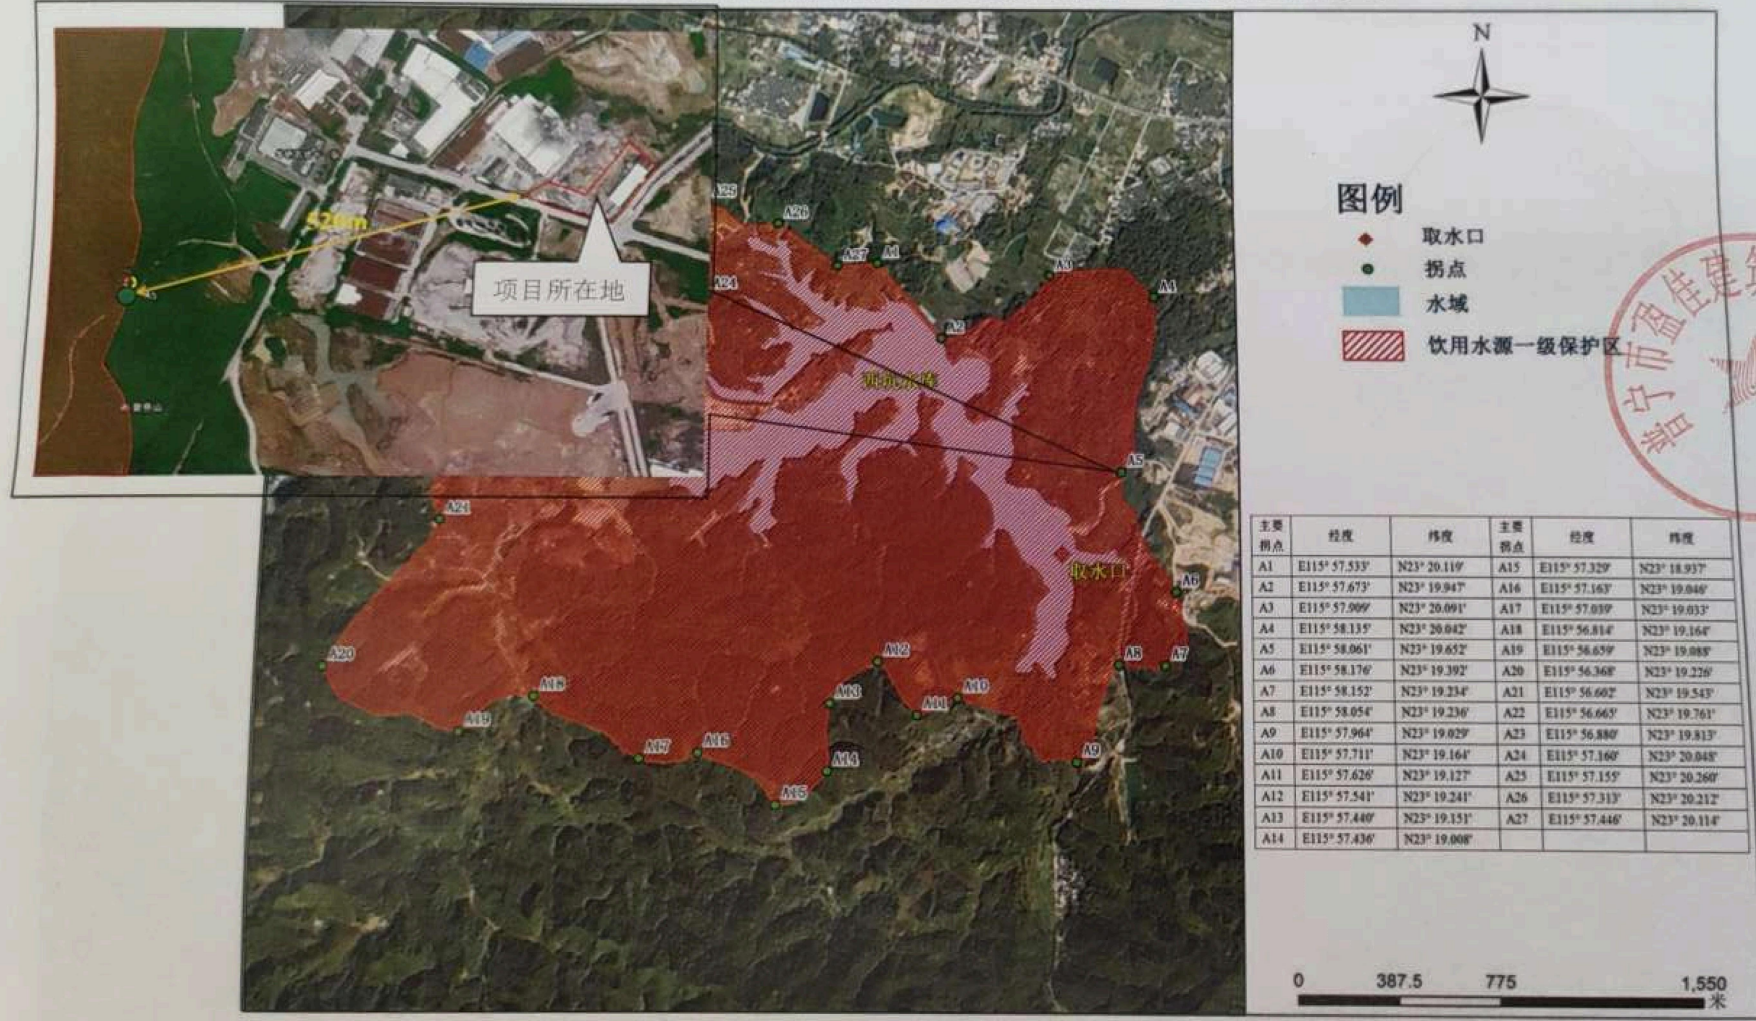 N
图例
取水口
拐点
水域
饮用水源一级保护区
普宁市盈佳建筑
420m
项目所在地
A25
A26
A27
A1
A3
A4
A24
A2
西坑水库
A5
A21
取水口
A6
A20
A12
A8
A7
A18
A13
A10
A11
A19
A17
A16
A14
A9
A15
主要拐点 经度 纬度 主要拐点 经度 纬度
A1 E115° 57.533' N23° 20.119' A15 E115° 57.329' N23° 18.937'
A2 E115° 57.673' N23° 19.947' A16 E115° 57.163' N23° 19.046'
A3 E115° 57.909' N23° 20.091' A17 E115° 57.039' N23° 19.033'
A4 E115° 58.135' N23° 20.042' A18 E115° 56.814' N23° 19.164'
A5 E115° 58.061' N23° 19.652' A19 E115° 56.659' N23° 19.088'
A6 E115° 58.176' N23° 19.392' A20 E115° 56.368' N23° 19.226'
A7 E115° 58.152' N23° 19.234' A21 E115° 56.602' N23° 19.543'
A8 E115° 58.054' N23° 19.236' A22 E115° 56.665' N23° 19.761'
A9 E115° 57.964' N23° 19.029' A23 E115° 56.880' N23° 19.813'
A10 E115° 57.711' N23° 19.164' A24 E115° 57.160' N23° 20.048'
A11 E115° 57.626' N23° 19.127' A25 E115° 57.155' N23° 20.260'
A12 E115° 57.541' N23° 19.241' A26 E115° 57.313' N23° 20.212'
A13 E115° 57.440' N23° 19.151' A27 E115° 57.446' N23° 20.114'
A14 E115° 57.436' N23° 19.008'
0 387.5 775 1,550
米